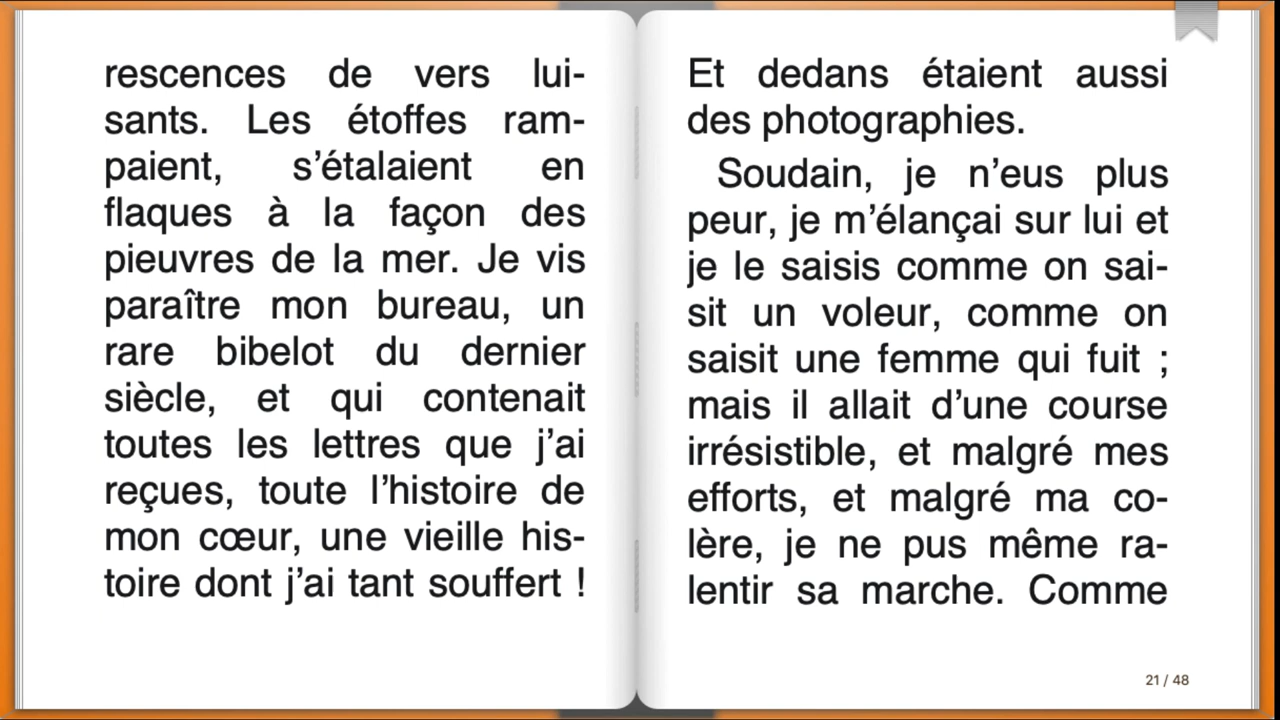 rescences de vers lui-
sants. Les étoffes ram-
paient, s’étalaient en
flaques à la façon des
pieuvres de la mer. Je vis
paraître mon bureau, un
rare bibelot du dernier
siècle, et qui contenait
toutes les lettres que j’ai
reçues, toute l’histoire de
mon cœur, une vieille his-
toire dont j’ai tant souffert !
Et dedans étaient aussi
des photographies.
Soudain, je n’eus plus
peur, je m’élançai sur lui et
je le saisis comme on sai-
sit un voleur, comme on
saisit une femme qui fuit ;
mais il allait d’une course
irrésistible, et malgré mes
efforts, et malgré ma co-
lère, je ne pus même ra-
lentir sa marche. Comme
21 / 48